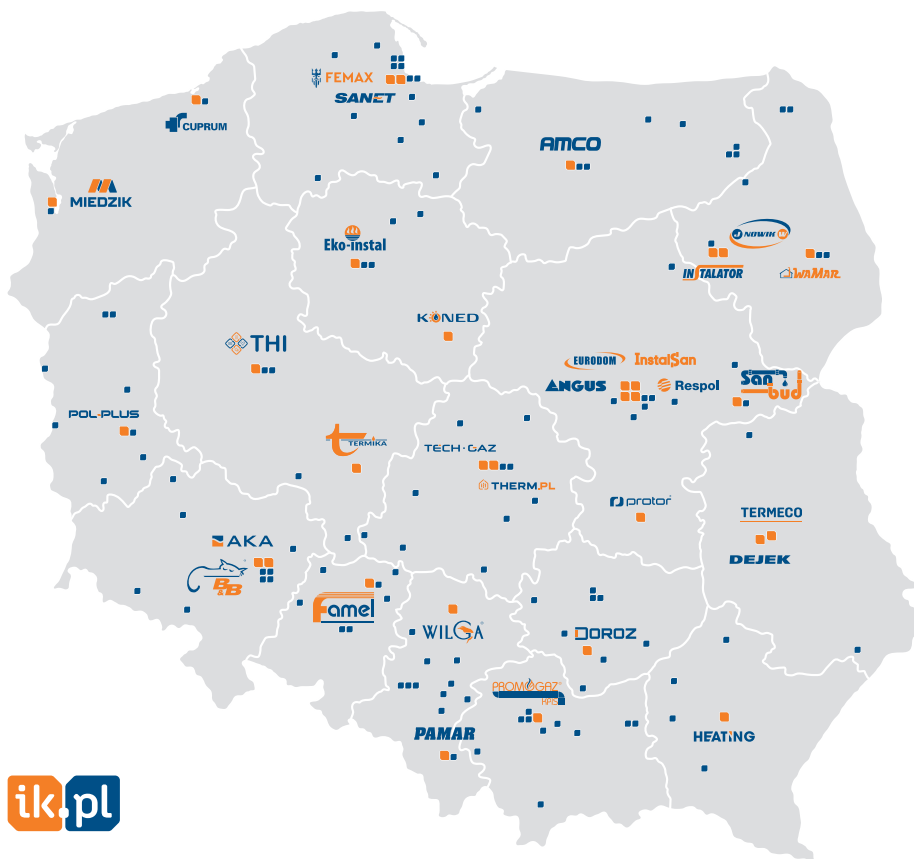 FEMAX
SANET
CUPRUM
AMCO
MIEDZIK
NOWIK
Eko-instal
INSTALATOR
WAMAR
KONED
THI
EURODOM
InstalSan
ANGUS
Respol
San
bud
POL-PLUS
TERMIKA
TECH-GAZ
THERM.PL
protor
TERMECO
AKA
DEJEK
B&B
Famel
WILGA
DOROZ
PROMOGAZ
KPIS
PAMAR
HEATING
ik.pl